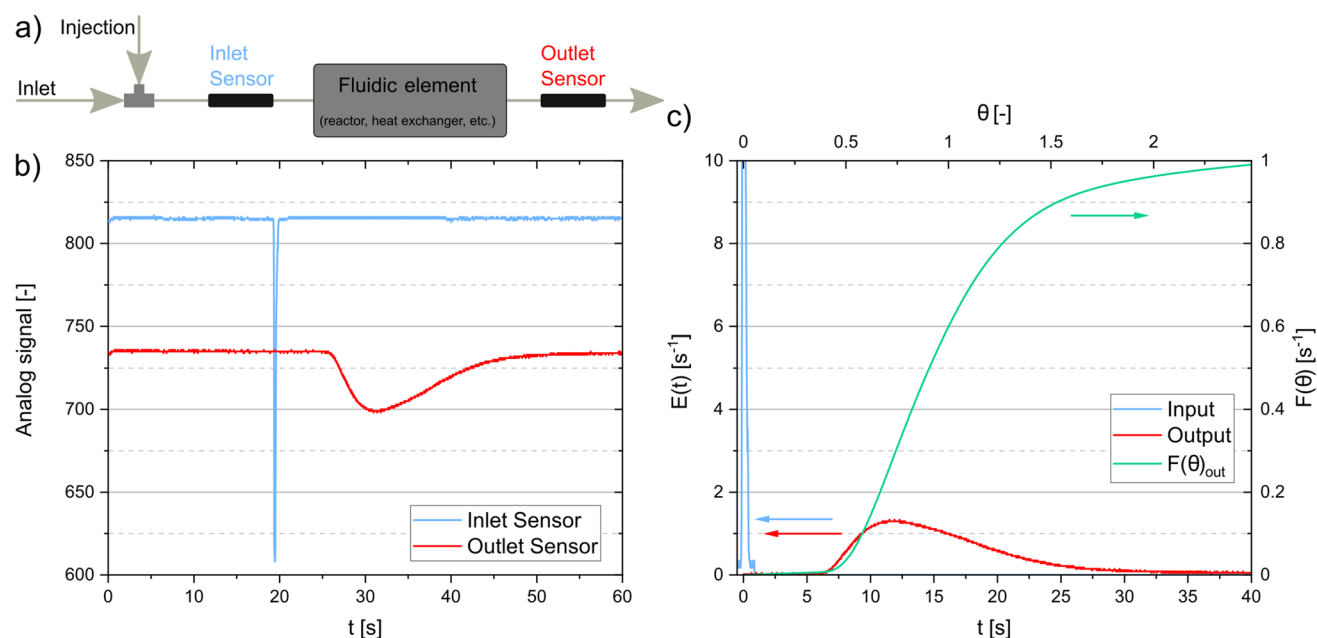 a)
Injection
Inlet
Inlet
Sensor
Fluidic element
(reactor, heat exchanger, etc.)
Outlet
Sensor
b)
850
800
750
700
650
600
Analog signal [-]
Inlet Sensor
Outlet Sensor
0 10 20 30 40 50 60
t [s]
c)
θ [-]
0 0.5 1 1.5 2
10
8
6
4
2
0
E(t) [s⁻¹]
1
0.8
0.6
0.4
0.2
0
F(θ) [s⁻¹]
Input
Output
F(θ)out
0 5 10 15 20 25 30 35 40
t [s]